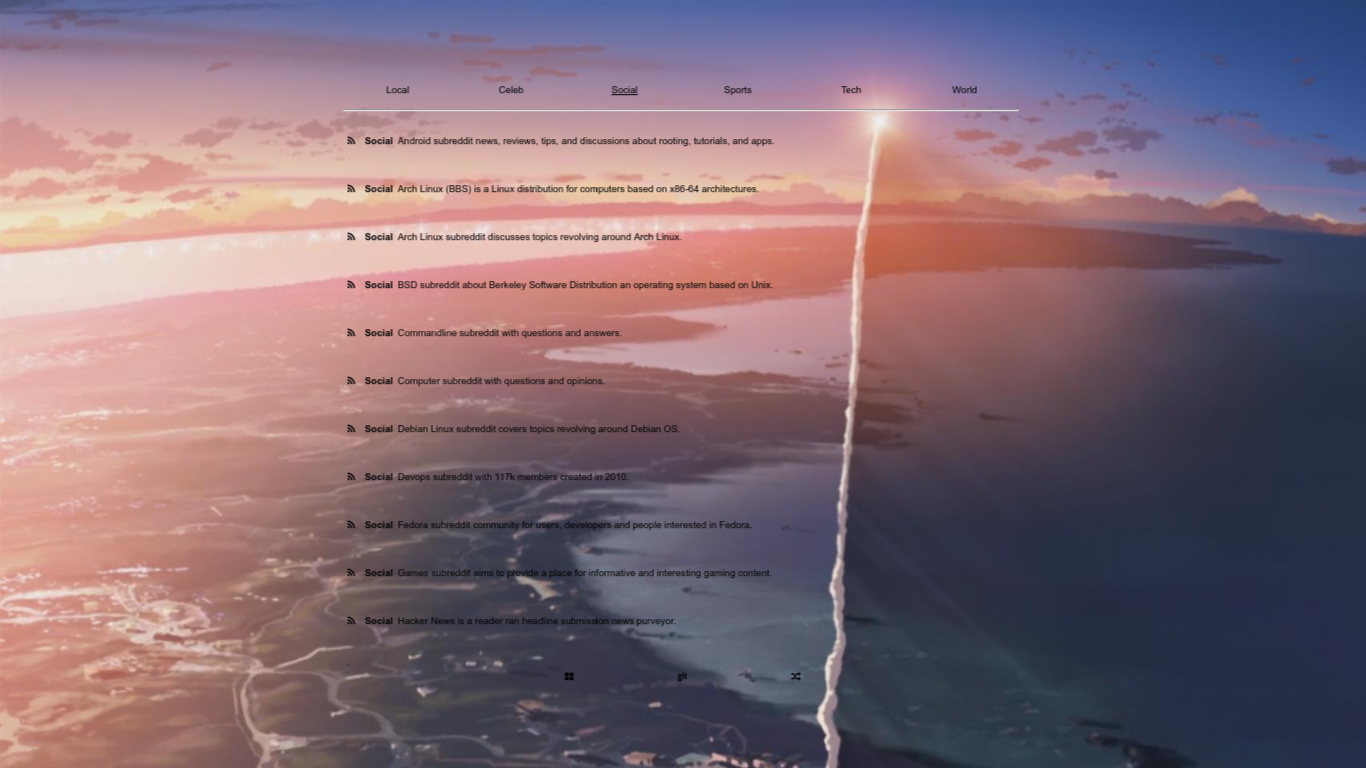 Local Celeb Social Sports Tech World
Social Android subreddit news, reviews, tips, and discussions about rooting, tutorials, and apps.
Social Arch Linux (BBS) is a Linux distribution for computers based on x86-64 architectures.
Social Arch Linux subreddit discusses topics revolving around Arch Linux.
Social BSD subreddit about Berkeley Software Distribution an operating system based on Unix.
Social Commandline subreddit with questions and answers.
Social Computer subreddit with questions and opinions.
Social Debian Linux subreddit covers topics revolving around Debian OS.
Social Devops subreddit with 117k members created in 2010.
Social Fedora subreddit community for users, developers and people interested in Fedora.
Social Games subreddit aims to provide a place for informative and interesting gaming content.
Social Hacker News is a reader ran headline submission news purveyor.
git